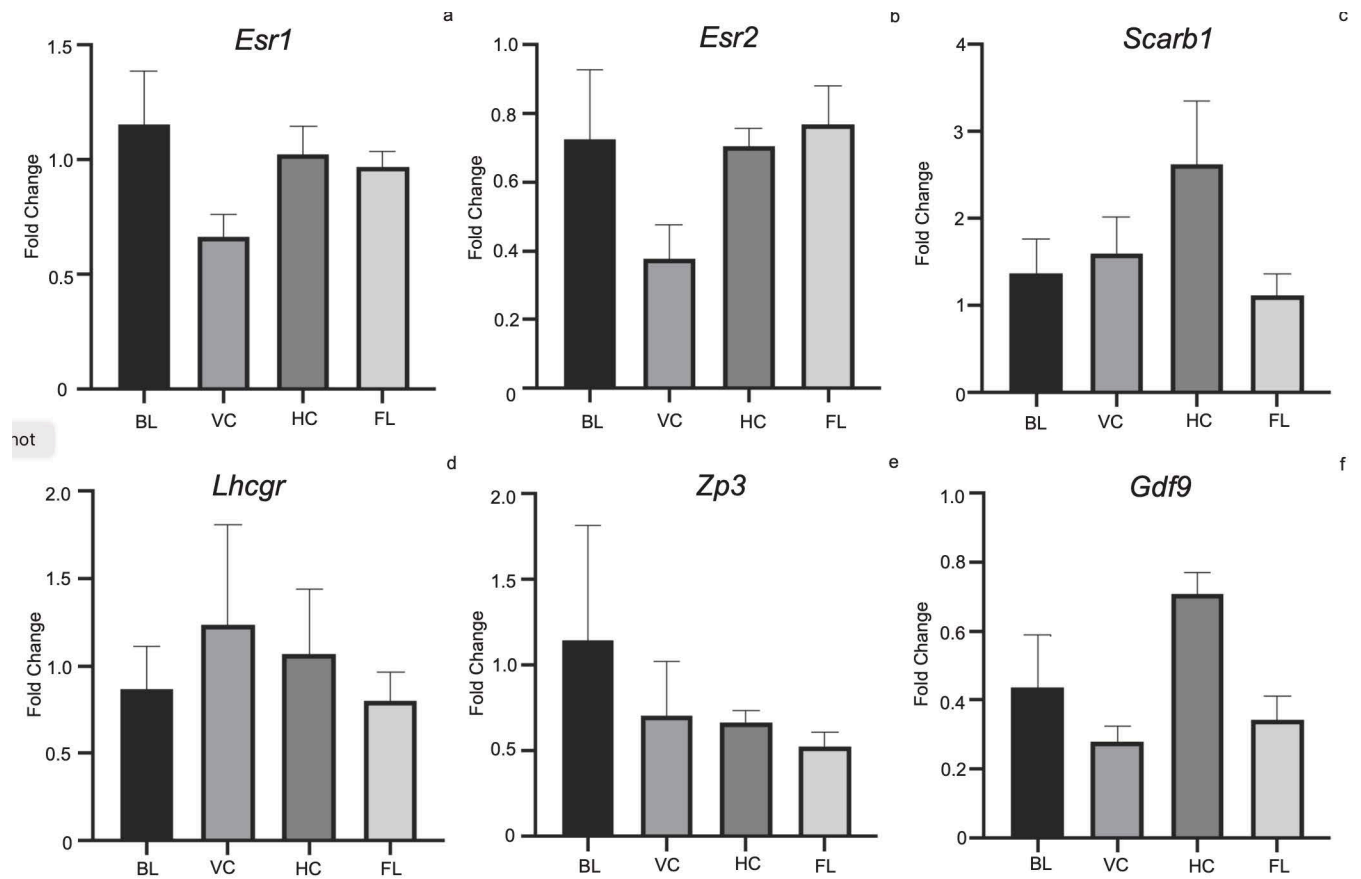 a
Esr1
1.5
1.0
0.5
0
Fold Change
BL VC HC FL
b
Esr2
1.0
0.8
0.6
0.4
0.2
0
Fold Change
BL VC HC FL
c
Scarb1
4
3
2
1
0
Fold Change
BL VC HC FL
not
d
Lhcgr
2.0
1.5
1.0
0.5
0
Fold Change
BL VC HC FL
e
Zp3
2.0
1.5
1.0
0.5
0
Fold Change
BL VC HC FL
f
Gdf9
1.0
0.8
0.6
0.4
0.2
0
Fold Change
BL VC HC FL